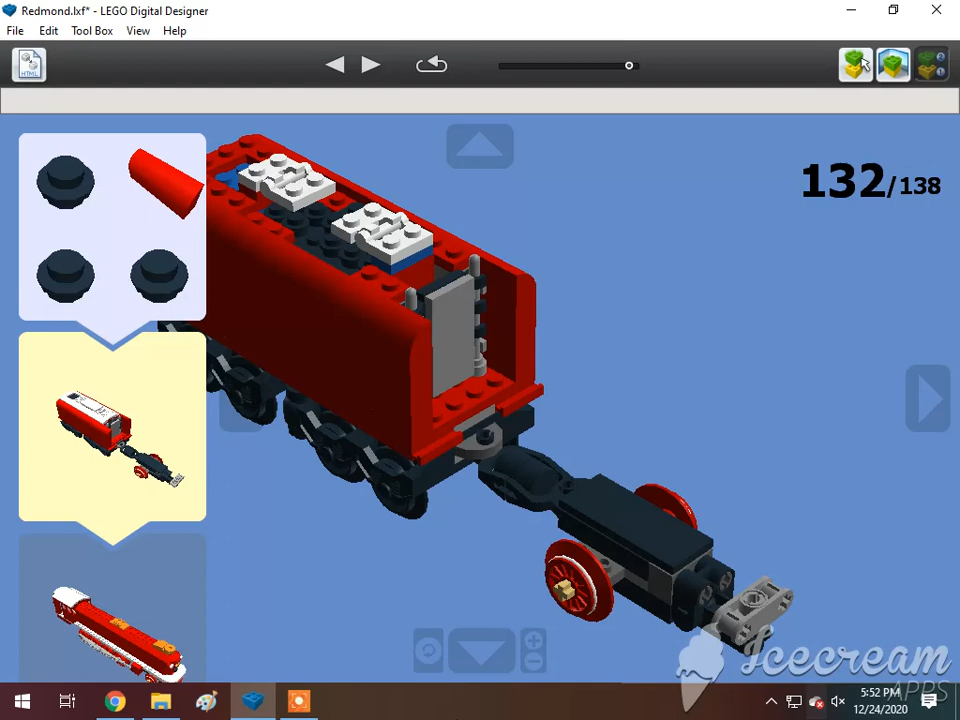 Redmond.lxf* - LEGO Digital Designer
File Edit Tool Box View Help
HTML
132/138
Icecream
APPS
5:52 PM
12/24/2020